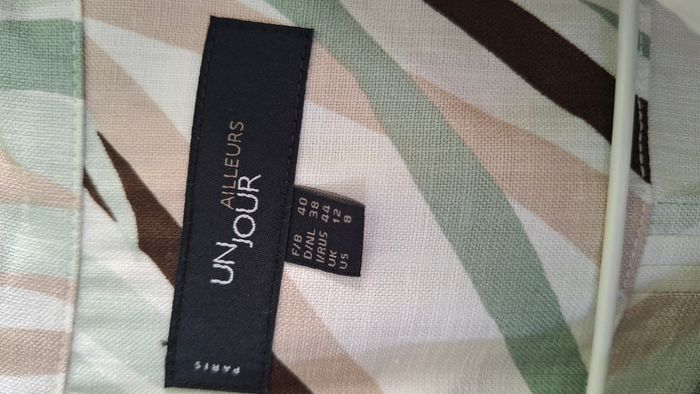 UN
JOUR
AILLEURS
PARIS
F/B 40
D/NL 38
I/RUS 44
UK 12
US 8